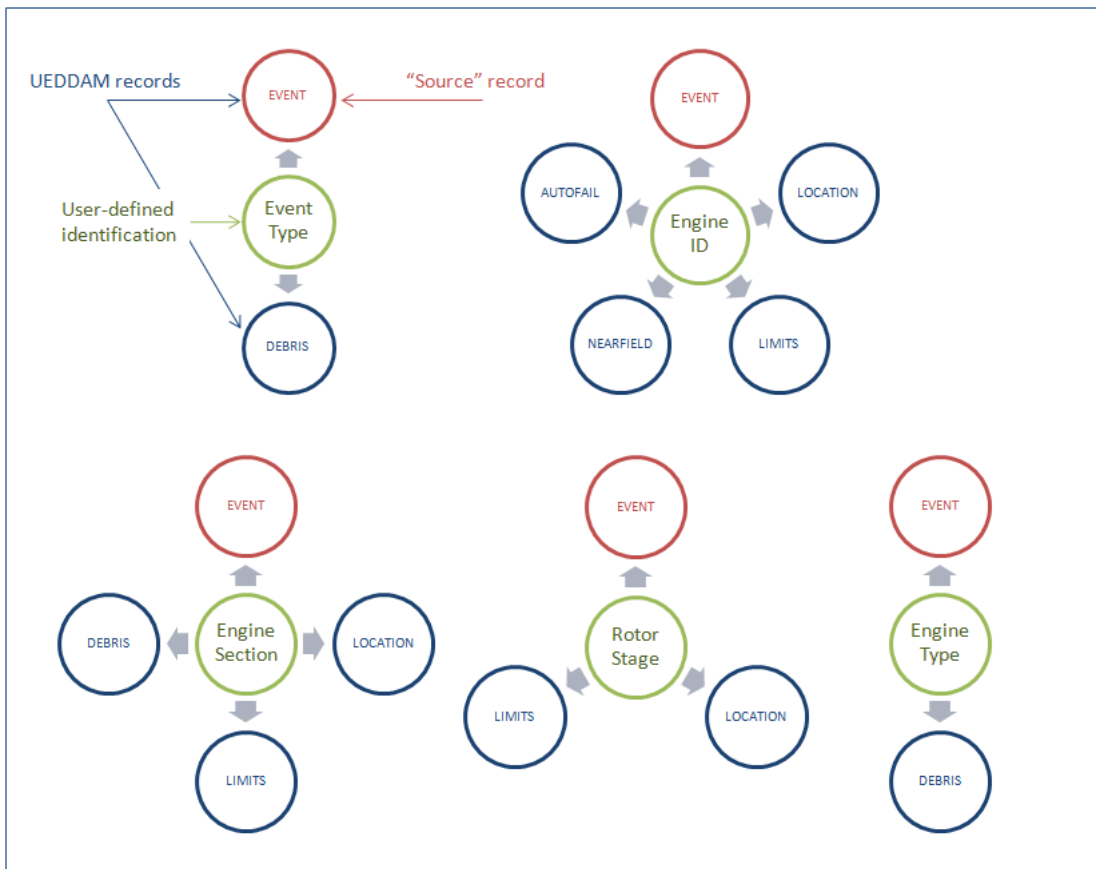 UEDDAM records
"Source" record
EVENT
User-defined
identification
Event
Type
DEBRIS
EVENT
AUTOFAIL
LOCATION
Engine
ID
NEARFIELD
LIMITS
EVENT
DEBRIS
Engine
Section
LOCATION
LIMITS
EVENT
Rotor
Stage
LIMITS
LOCATION
EVENT
Engine
Type
DEBRIS